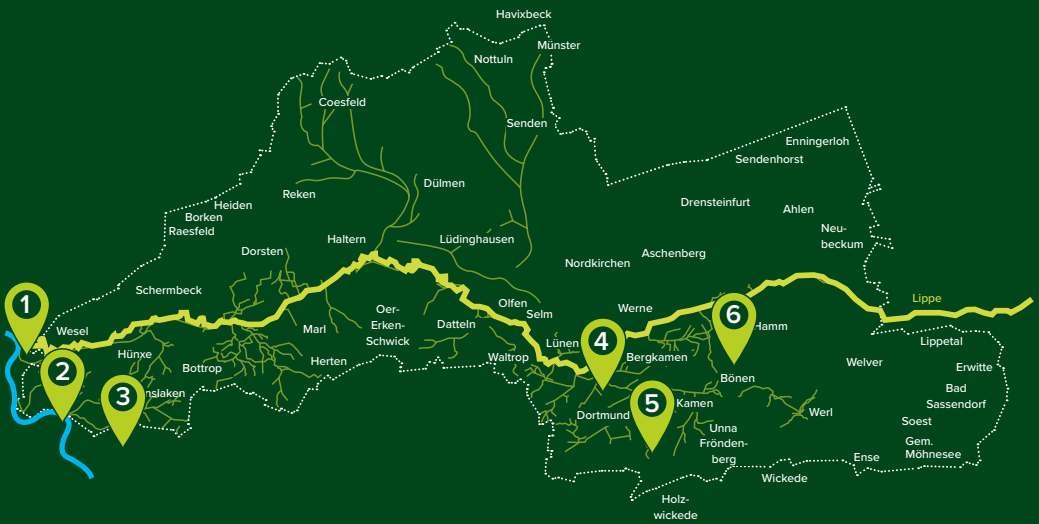 Havixbeck
Münster
Nottuln
Coesfeld
Senden
Enningerloh
Sendenhorst
Dülmen
Reken
Drensteinfurt
Ahlen
Heiden
Borken
Raesfeld
Neu-
beckum
Haltern
Lüdinghausen
Dorsten
Aschenberg
Nordkirchen
Schermbeck
Lippe
1
Olfen
Selm
Werne
6
Hamm
Oer-
Erken-
Schwick
Datteln
Marl
Wesel
Lünen
4
Lippetal
Hünxe
Waltrop
Bergkamen
Herten
Bottrop
Welver
Erwitte
2
Bönen
Bad
Sassendorf
3
nslaken
5
Kamen
Dortmund
Werl
Soest
Unna
Frönden-
berg
Gem.
Möhnesee
Ense
Wickede
Holz-
wickede